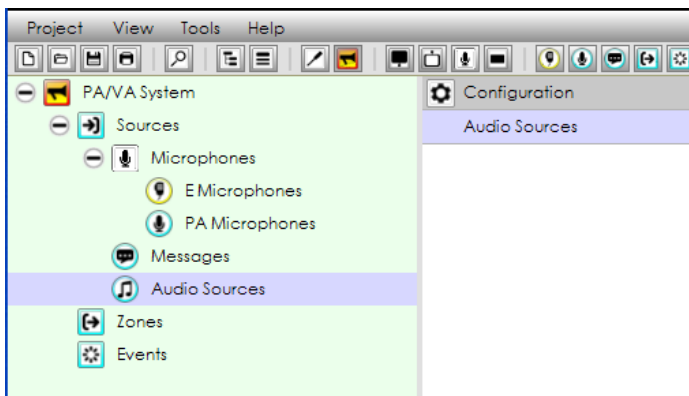 Project View Tools Help
PA/VA System
Sources
Microphones
E Microphones
PA Microphones
Messages
Audio Sources
Zones
Events
Configuration
Audio Sources